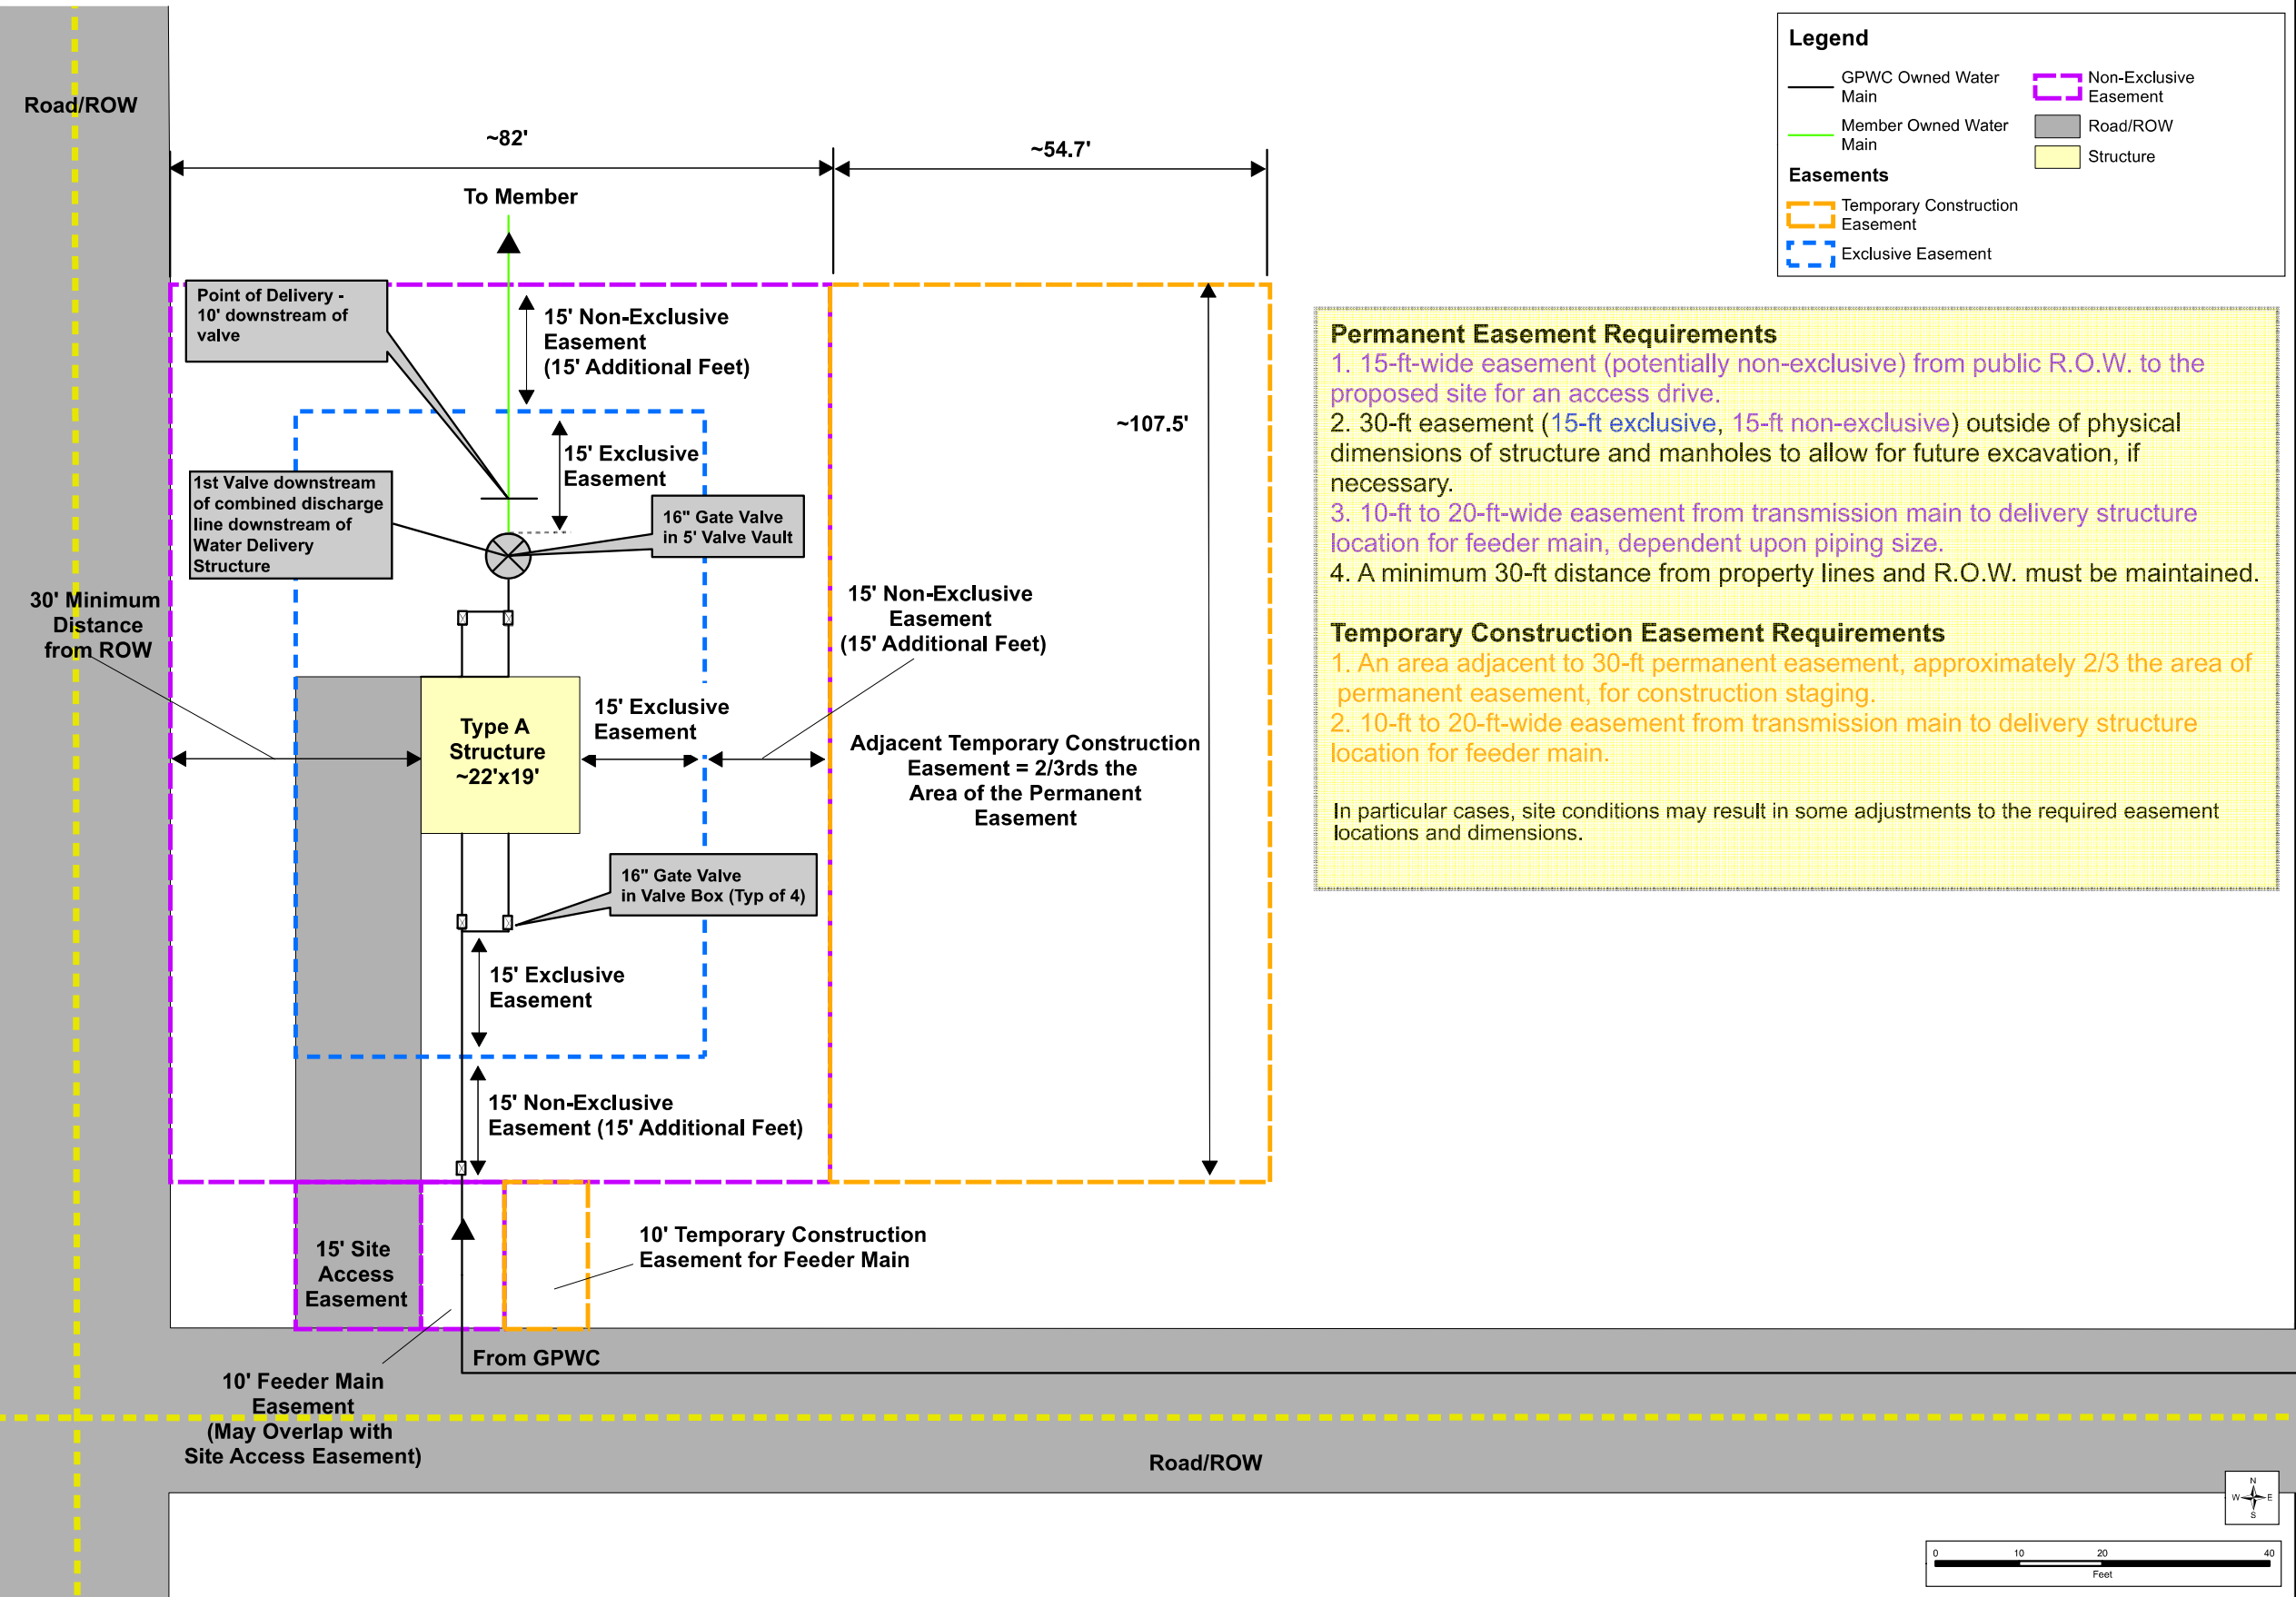 Road/ROW
~82'
~54.7'
To Member
Legend
GPWC Owned Water
Main
Member Owned Water
Main
Easements
Temporary Construction
Easement
Exclusive Easement
Non-Exclusive
Easement
Road/ROW
Structure
Point of Delivery -
10' downstream of
valve
15' Non-Exclusive
Easement
(15' Additional Feet)
~107.5'
15' Exclusive
Easement
1st Valve downstream
of combined discharge
line downstream of
Water Delivery
Structure
16" Gate Valve
in 5' Valve Vault
30' Minimum
Distance
from ROW
15' Non-Exclusive
Easement
(15' Additional Feet)
Type A
Structure
~22'x19'
15' Exclusive
Easement
Adjacent Temporary Construction
Easement = 2/3rds the
Area of the Permanent
Easement
16" Gate Valve
in Valve Box (Typ of 4)
15' Exclusive
Easement
15' Non-Exclusive
Easement (15' Additional Feet)
15' Site
Access
Easement
10' Temporary Construction
Easement for Feeder Main
From GPWC
10' Feeder Main
Easement
(May Overlap with
Site Access Easement)
Road/ROW
Permanent Easement Requirements
1. 15-ft-wide easement (potentially non-exclusive) from public R.O.W. to the
proposed site for an access drive.
2. 30-ft easement (15-ft exclusive, 15-ft non-exclusive) outside of physical
dimensions of structure and manholes to allow for future excavation, if
necessary.
3. 10-ft to 20-ft-wide easement from transmission main to delivery structure
location for feeder main, dependent upon piping size.
4. A minimum 30-ft distance from property lines and R.O.W. must be maintained.
Temporary Construction Easement Requirements
1. An area adjacent to 30-ft permanent easement, approximately 2/3 the area of
permanent easement, for construction staging.
2. 10-ft to 20-ft-wide easement from transmission main to delivery structure
location for feeder main.
In particular cases, site conditions may result in some adjustments to the required easement
locations and dimensions.
N
W E
S
0 10 20 40
Feet